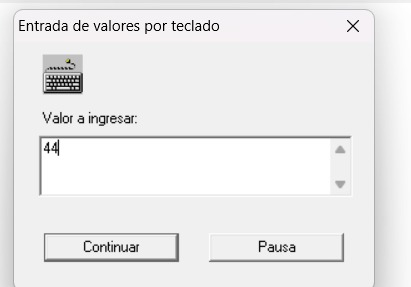 Entrada de valores por teclado
Valor a ingresar:
44
Continuar
Pausa